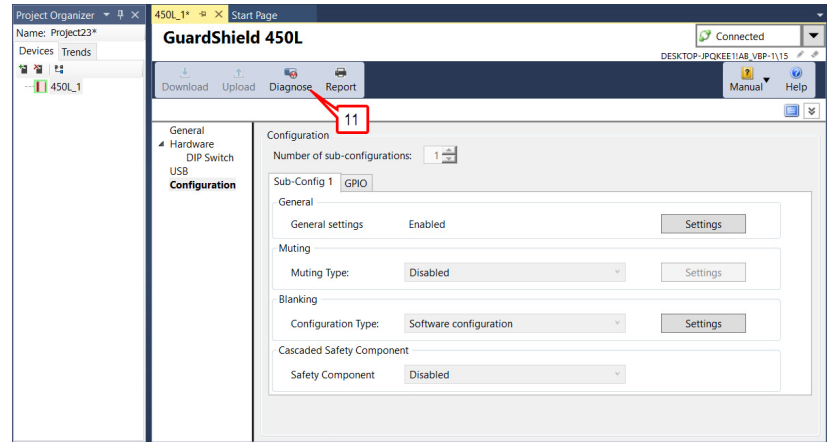 Project Organizer
Name: Project23*
Devices Trends
450L_1
450L_1* Start Page
GuardShield 450L
Connected
DESKTOP-JPQKEE1!AB_VBP-1\15
Download Upload Diagnose Report
Manual Help
11
General
Hardware
DIP Switch
USB
Configuration
Configuration
Number of sub-configurations: 1
Sub-Config 1 GPIO
General
General settings Enabled Settings
Muting
Muting Type: Disabled Settings
Blanking
Configuration Type: Software configuration Settings
Cascaded Safety Component
Safety Component Disabled